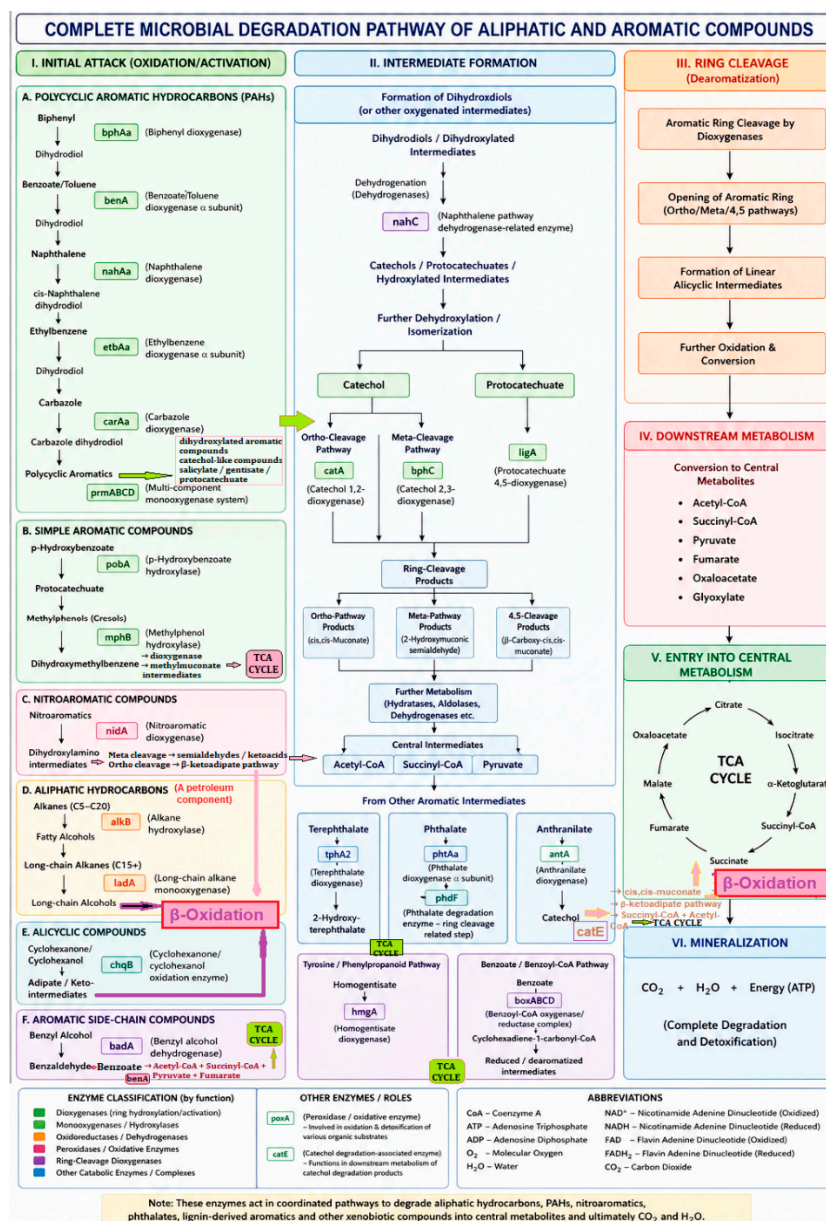 COMPLETE MICROBIAL DEGRADATION PATHWAY OF ALIPHATIC AND AROMATIC COMPOUNDS
I. INITIAL ATTACK (OXIDATION/ACTIVATION)
A. POLYCYCLIC AROMATIC HYDROCARBONS (PAHs)
Biphenyl
bphAa (Biphenyl dioxygenase)
Dihydrodiol
Benzoate/Toluene
benA (Benzoate/Toluene
dioxygenase α subunit)
Dihydrodiol
Naphthalene
nahAa (Naphthalene
dioxygenase)
cis-Naphthalene
dihydrodiol
Ethylbenzene
etbAa (Ethylbenzene
dioxygenase α subunit)
Dihydrodiol
Carbazole
carAa (Carbazole
dioxygenase)
Carbazole dihydrodiol
Polycyclic Aromatics
dihydroxylated aromatic
compounds
catechol-like compounds
salicylate / gentisate /
protocatechuate
prmABCD (Multi-component
monooxygenase system)
B. SIMPLE AROMATIC COMPOUNDS
p-Hydroxybenzoate
pobA (p-Hydroxybenzoate
hydroxylase)
Protocatechuate
Methylphenols (Cresols)
mphB (Methylphenol
hydroxylase)
Dihydroxymethylbenzene
→ dioxygenase
→ methylmuconate
intermediates
TCA
CYCLE
C. NITROAROMATIC COMPOUNDS
Nitroaromatics
nidA (Nitroaromatic
dioxygenase)
Dihydroxylamino
intermediates
Meta cleavage → semialdehydes / ketoacids
Ortho cleavage → β-ketoadipate pathway
D. ALIPHATIC HYDROCARBONS (A petroleum
component)
Alkanes (C5–C20)
alkB (Alkane
hydroxylase)
Fatty Alcohols
Long-chain Alkanes (C15+)
ladA (Long-chain alkane
monooxygenase)
Long-chain Alcohols
β-Oxidation
E. ALICYCLIC COMPOUNDS
Cyclohexanone/
Cyclohexanol
chqB (Cyclohexanone/
cyclohexanol
oxidation enzyme)
Adipate / Keto-
intermediates
F. AROMATIC SIDE-CHAIN COMPOUNDS
Benzyl Alcohol
badA (Benzyl alcohol
dehydrogenase)
TCA
CYCLE
Benzaldehyde Benzoate → Acetyl-CoA + Succinyl-CoA +
benA Pyruvate + Fumarate
II. INTERMEDIATE FORMATION
Formation of Dihydroxdiols
(or other oxygenated intermediates)
Dihydrodiols / Dihydroxylated
Intermediates
Dehydrogenation
(Dehydrogenases)
nahC (Naphthalene pathway
dehydrogenase-related enzyme)
Catechols / Protocatechuates /
Hydroxylated Intermediates
Further Dehydroxylation /
Isomerization
Catechol
Protocatechuate
Ortho-Cleavage
Pathway
catA
(Catechol 1,2-
dioxygenase)
Meta-Cleavage
Pathway
bphC
(Catechol 2,3-
dioxygenase)
ligA
(Protocatechuate
4,5-dioxygenase)
Ring-Cleavage
Products
Ortho-Pathway
Products
(cis,cis-Muconate)
Meta-Pathway
Products
(2-Hydroxymuconic
semialdehyde)
4,5-Cleavage
Products
(β-Carboxy-cis,cis-
muconate)
Further Metabolism
(Hydratases, Aldolases,
Dehydrogenases etc.
Central Intermediates
Acetyl-CoA Succinyl-CoA Pyruvate
From Other Aromatic Intermediates
Terephthalate
tphA2
(Terephthalate
dioxygenase)
2-Hydroxy-
terephthalate
Phthalate
phtAa
(Phthalate
dioxygenase α subunit)
phdF
(Phthalate degradation
enzyme – ring cleavage
related step)
Anthranilate
antA
(Anthranilate
dioxygenase)
Catechol
catE
→ cis,cis-muconate
→ β-ketoadipate pathway
→ Succinyl-CoA + Acetyl-
CoA → TCA CYCLE
TCA
CYCLE
Tyrosine / Phenylpropanoid Pathway
Homogentisate
hmgA
(Homogentisate
dioxygenase)
TCA
CYCLE
Benzoate / Benzoyl-CoA Pathway
Benzoate
boxABCD
(Benzoyl-CoA oxygenase/
reductase complex)
Cyclohexadiene-1-carbonyl-CoA
Reduced / dearomatized
intermediates
III. RING CLEAVAGE
(Dearomatization)
Aromatic Ring Cleavage by
Dioxygenases
Opening of Aromatic Ring
(Ortho/Meta/4,5 pathways)
Formation of Linear
Alicyclic Intermediates
Further Oxidation &
Conversion
IV. DOWNSTREAM METABOLISM
Conversion to Central
Metabolites
• Acetyl-CoA
• Succinyl-CoA
• Pyruvate
• Fumarate
• Oxaloacetate
• Glyoxylate
V. ENTRY INTO CENTRAL
METABOLISM
Citrate
Oxaloacetate
Isocitrate
TCA
CYCLE
Malate
α-Ketoglutarat
Fumarate
Succinyl-CoA
Succinate
β-Oxidation
VI. MINERALIZATION
CO2 + H2O + Energy (ATP)
(Complete Degradation
and Detoxification)
ENZYME CLASSIFICATION (by function)
Dioxygenases (ring hydroxylation/activation)
Monooxygenases / Hydroxylases
Oxidoreductases / Dehydrogenases
Peroxidases / Oxidative Enzymes
Ring-Cleavage Dioxygenases
Other Catabolic Enzymes / Complexes
OTHER ENZYMES / ROLES
poxA (Peroxidase / oxidative enzyme)
– Involved in oxidation & detoxification of
various organic substrates
catE (Catechol degradation-associated enzyme)
– Functions in downstream metabolism of
catechol degradation products
ABBREVIATIONS
CoA – Coenzyme A
ATP – Adenosine Triphosphate
ADP – Adenosine Diphosphate
O2 – Molecular Oxygen
H2O – Water
NAD+ – Nicotinamide Adenine Dinucleotide (Oxidized)
NADH – Nicotinamide Adenine Dinucleotide (Reduced)
FAD – Flavin Adenine Dinucleotide (Oxidized)
FADH2 – Flavin Adenine Dinucleotide (Reduced)
CO2 – Carbon Dioxide
Note: These enzymes act in coordinated pathways to degrade aliphatic hydrocarbons, PAHs, nitroaromatics,
phthalates, lignin-derived aromatics and other xenobiotic compounds into central metabolites and ultimately CO2 and H2O.